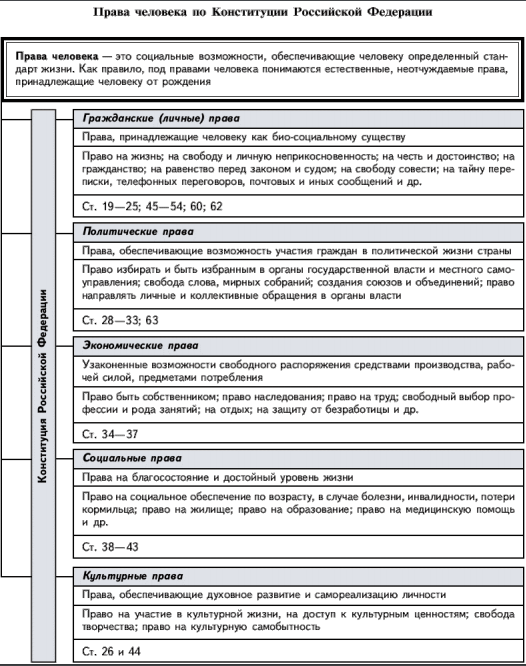 Права человека по Конституции Российской Федерации
Права человека — это социальные возможности, обеспечивающие человеку определенный стан-
дарт жизни. Как правило, под правами человека понимаются естественные, неотчуждаемые права,
принадлежащие человеку от рождения
Конституция Российской Федерации
Гражданские (личные) права
Права, принадлежащие человеку как био-социальному существу
Право на жизнь; на свободу и личную неприкосновенность; на честь и достоинство; на
гражданство; на равенство перед законом и судом; на свободу совести; на тайну пере-
писки, телефонных переговоров, почтовых и иных сообщений и др.
Ст. 19—25; 45—54; 60; 62
Политические права
Права, обеспечивающие возможность участия граждан в политической жизни страны
Право избирать и быть избранным в органы государственной власти и местного само-
управления; свобода слова, мирных собраний; создания союзов и объединений; право
направлять личные и коллективные обращения в органы власти
Ст. 28—33; 63
Экономические права
Узаконенные возможности свободного распоряжения средствами производства, рабо-
чей силой, предметами потребления
Право быть собственником; право наследования; право на труд; свободный выбор про-
фессии и рода занятий; на отдых; на защиту от безработицы и др.
Ст. 34—37
Социальные права
Права на благосостояние и достойный уровень жизни
Право на социальное обеспечение по возрасту, в случае болезни, инвалидности, потери
кормильца; право на жилище; право на образование; право на медицинскую помощь
и др.
Ст. 38—43
Культурные права
Права, обеспечивающие духовное развитие и самореализацию личности
Право на участие в культурной жизни, на доступ к культурным ценностям; свобода
творчества; право на культурную самобытность
Ст. 26 и 44